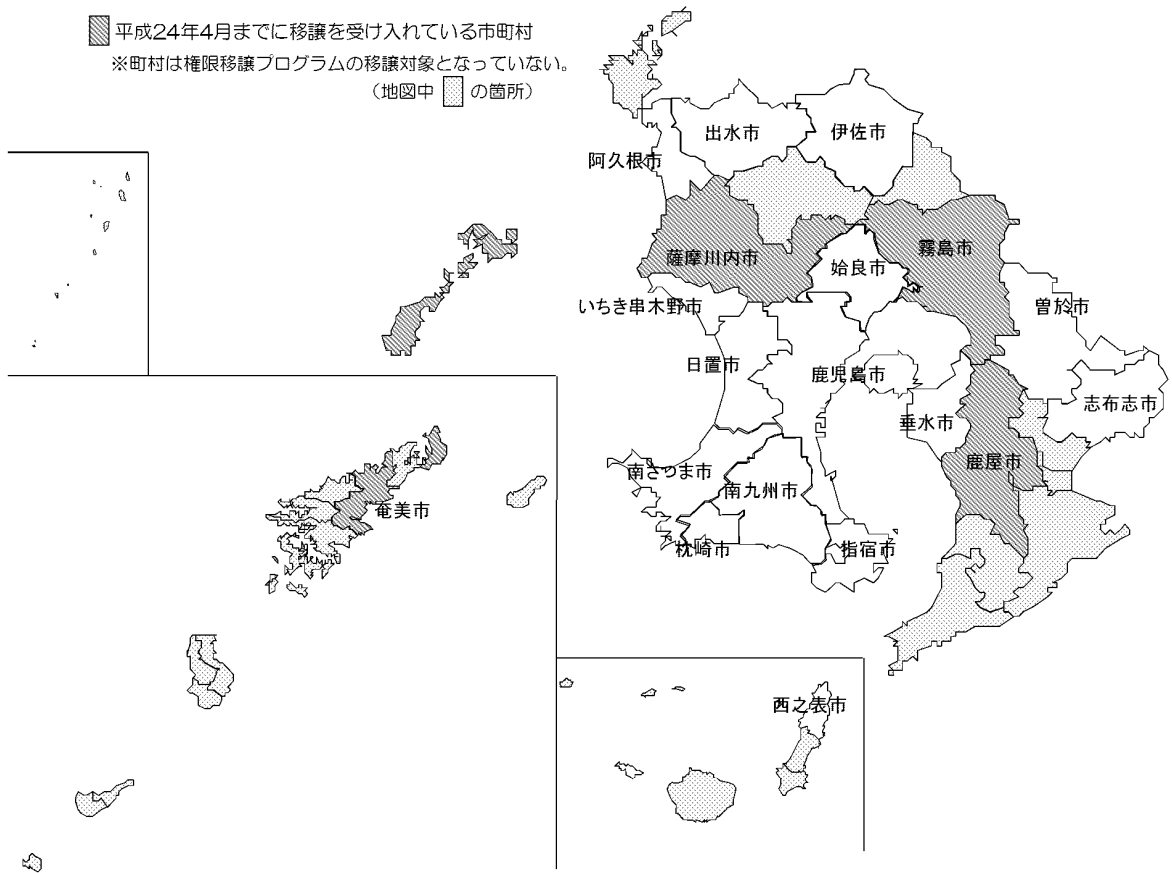 平成24年4月までに移譲を受け入れている市町村
※町村は権限移譲プログラムの移譲対象となっていない。
（地図中　の箇所）
出水市
伊佐市
阿久根市
薩摩川内市
霧島市
姶良市
いちき串木野市
曽於市
日置市
鹿児島市
志布志市
垂水市
鹿屋市
南さつま市
南九州市
奄美市
枕崎市
指宿市
西之表市